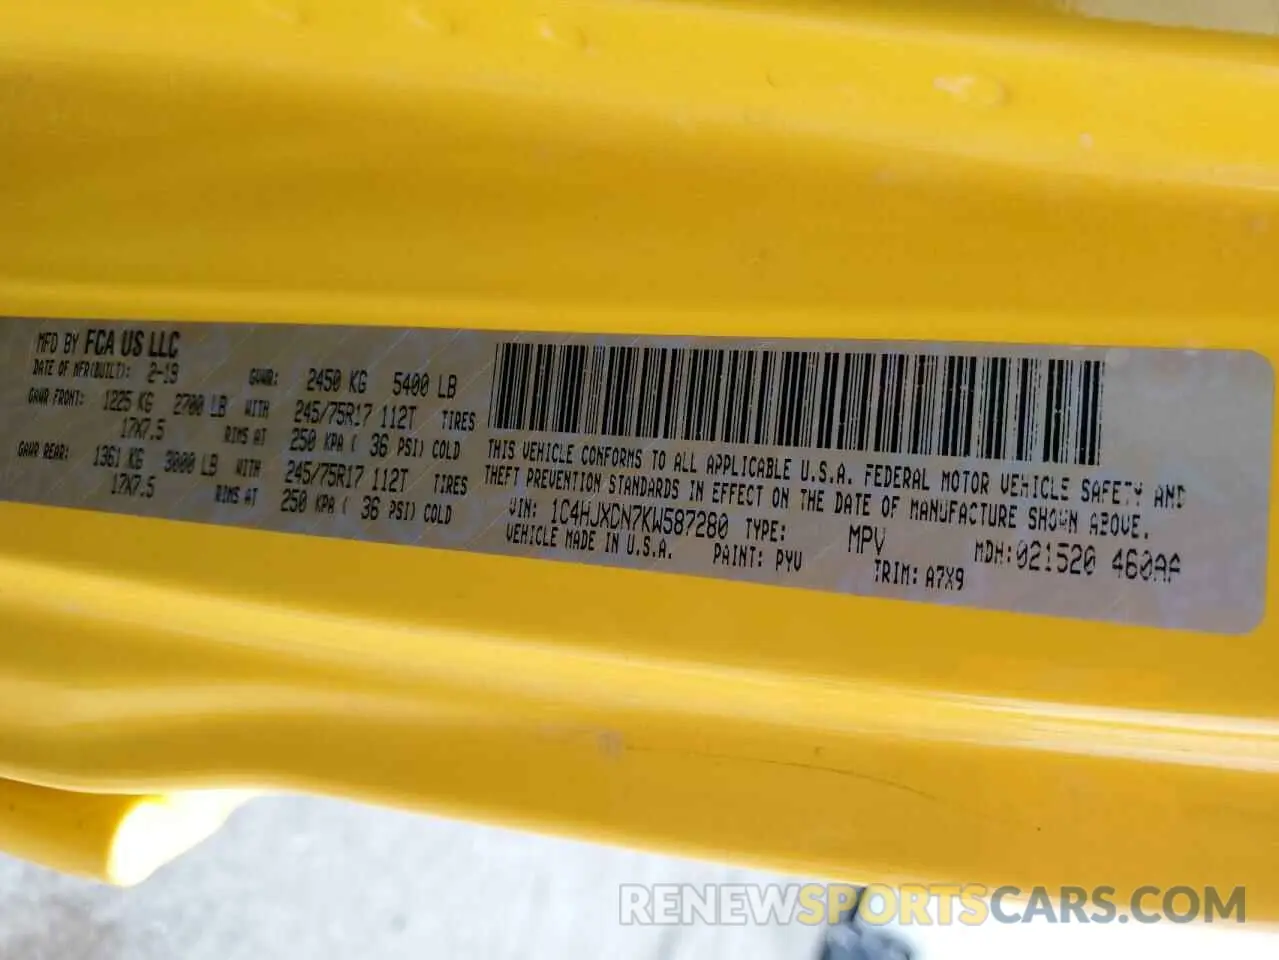 MFD BY FCA US LLC
DATE OF MFR(BUILT): 2-19 GVWR: 2450 KG 5400 LB
GAWR FRONT: 1225 KG 2700 LB WITH 245/75R17 112T TIRES
17X7.5 RIMS AT 250 KPA ( 36 PSI) COLD
GAWR REAR: 1361 KG 3000 LB WITH 245/75R17 112T TIRES
17X7.5 RIMS AT 250 KPA ( 36 PSI) COLD
THIS VEHICLE CONFORMS TO ALL APPLICABLE U.S.A. FEDERAL MOTOR VEHICLE SAFETY AND
THEFT PREVENTION STANDARDS IN EFFECT ON THE DATE OF MANUFACTURE SHOWN ABOVE.
VIN: 1C4HJXDN7KW587280 TYPE: MPV MDH:021520 460AA
VEHICLE MADE IN U.S.A. PAINT: PYV TRIM: A7X9
RENEWSPORTSCARS.COM